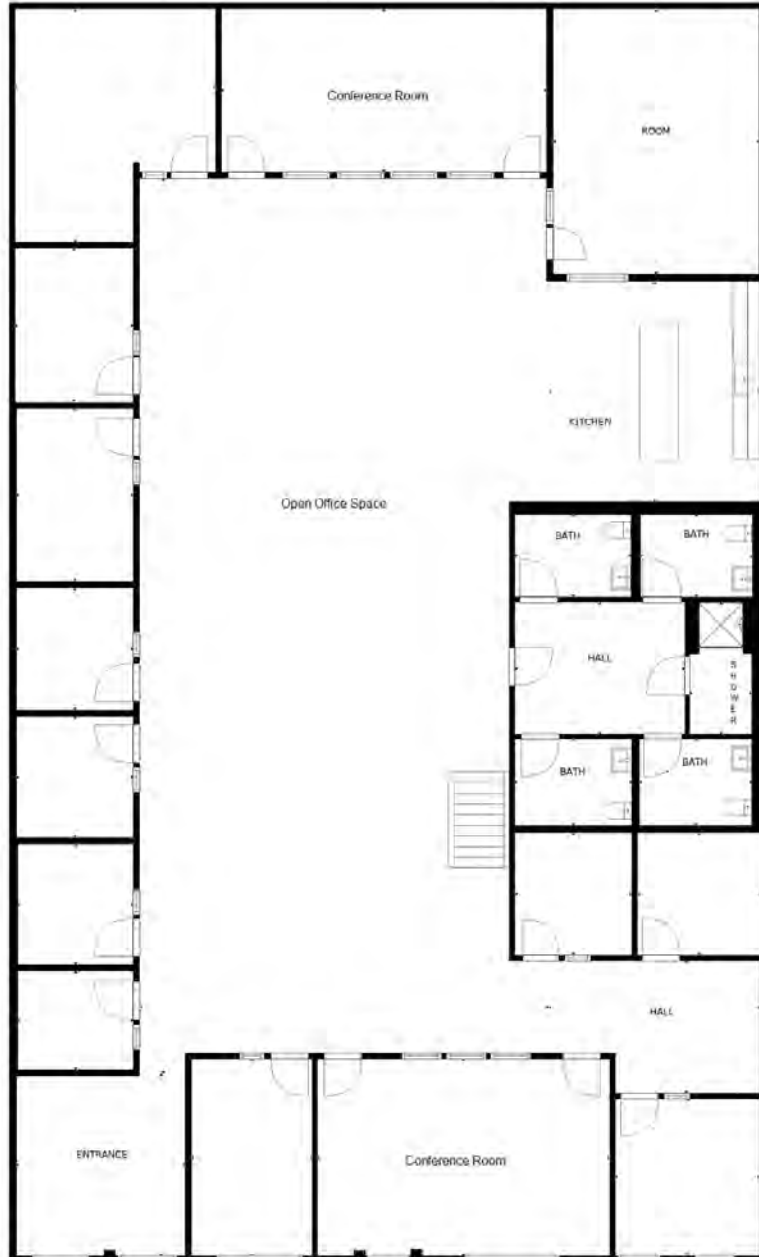 Conference Room
ROOM
KITCHEN
Open Office Space
BATH
BATH
HALL
SHOWER
BATH
BATH
HALL
ENTRANCE
Conference Room